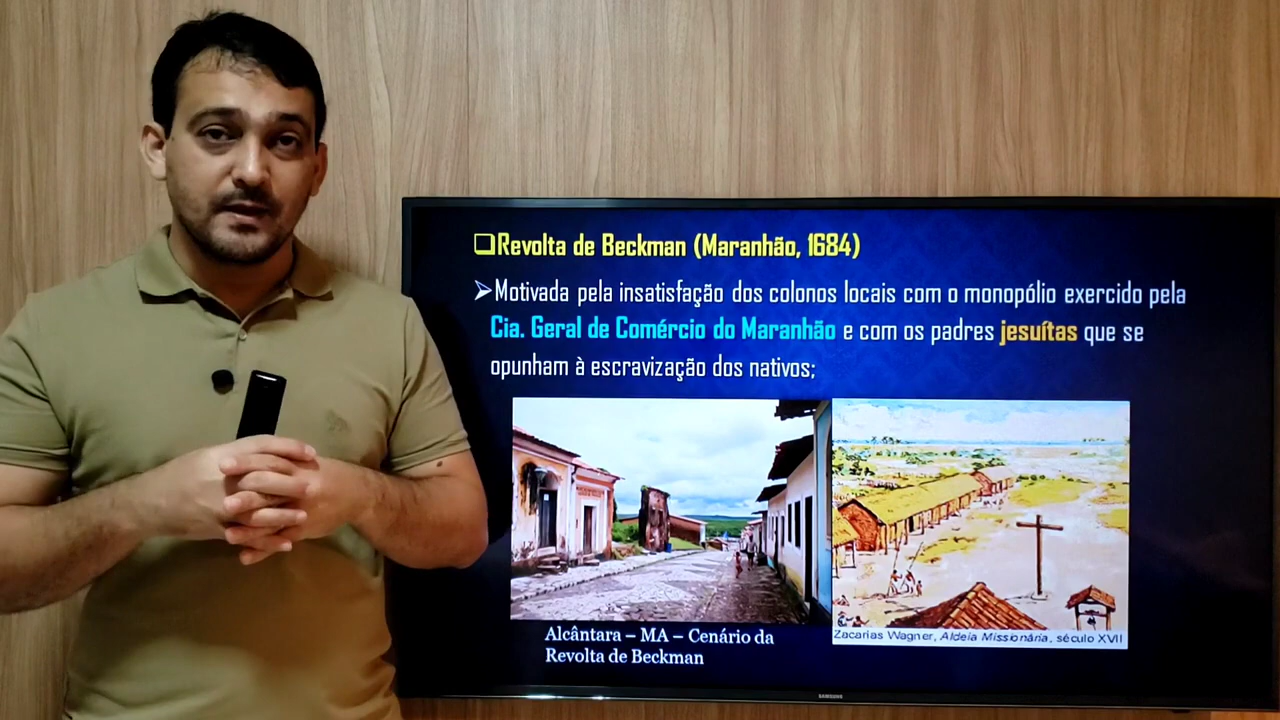 ❑Revolta de Beckman (Maranhão, 1684)
➢Motivada pela insatisfação dos colonos locais com o monopólio exercido pela
Cia. Geral de Comércio do Maranhão e com os padres jesuítas que se
opunham à escravização dos nativos;
Alcântara – MA – Cenário da
Revolta de Beckman
Zacarias Wagner, Aldeia Missionária, século XVII
SAMSUNG